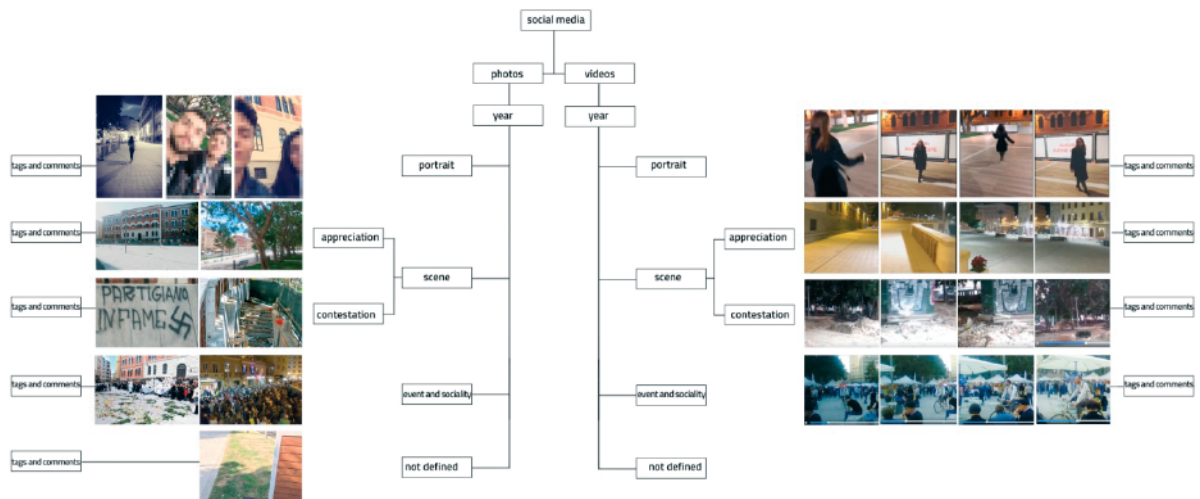 social media
photos
videos
year
year
tags and comments
portrait
portrait
tags and comments
tags and comments
appreciation
appreciation
tags and comments
scene
scene
tags and comments
PARTIGIANO
INFAME
contestation
contestation
tags and comments
tags and comments
event and sociality
event and sociality
tags and comments
tags and comments
not defined
not defined